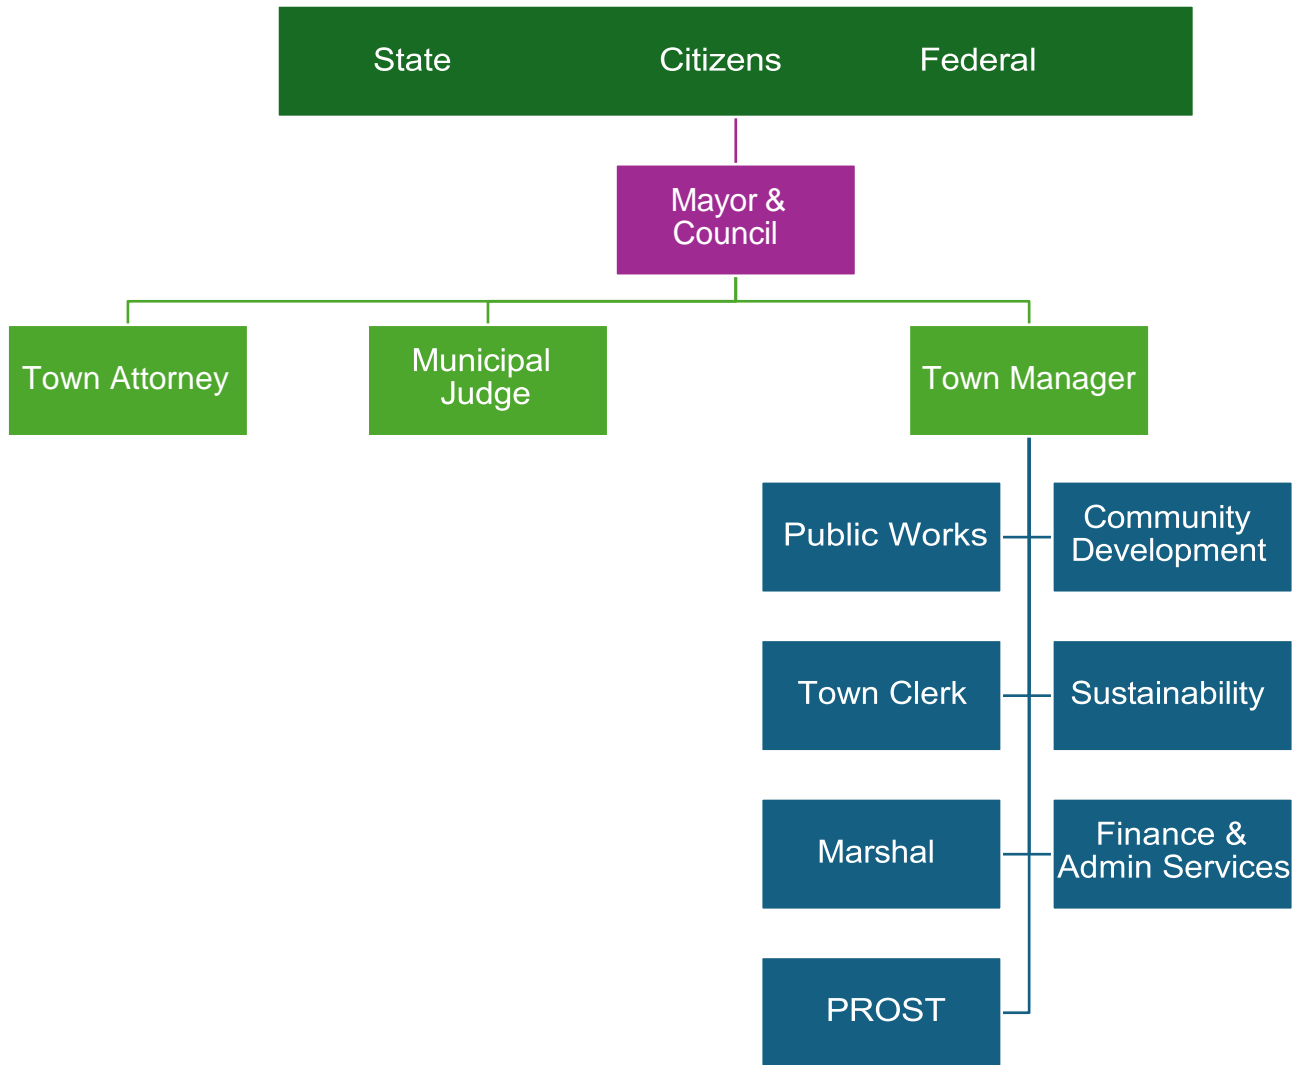 State Citizens Federal
Mayor &
Council
Town Attorney
Municipal
Judge
Town Manager
Public Works
Community
Development
Town Clerk
Sustainability
Marshal
Finance &
Admin Services
PROST